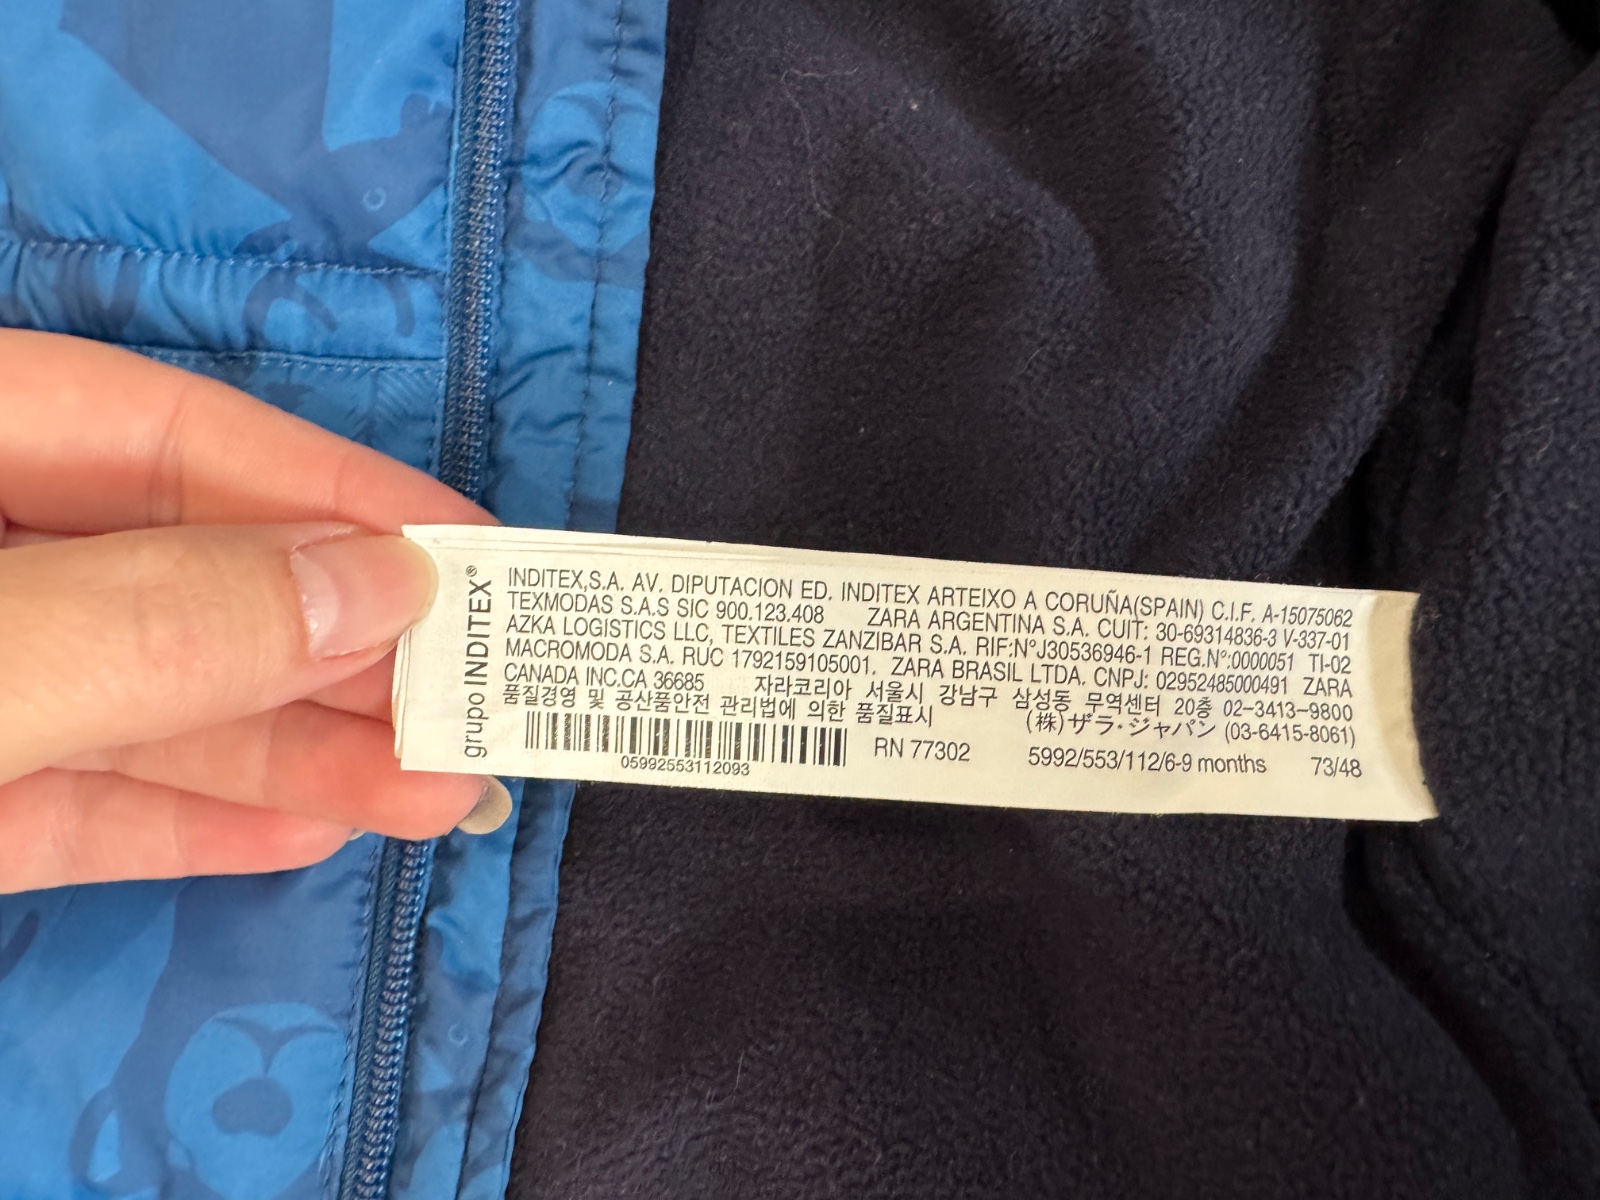 grupo INDITEX®
INDITEX,S.A. AV. DIPUTACION ED. INDITEX ARTEIXO A CORUÑA(SPAIN) C.I.F. A-15075062
TEXMODAS S.A.S SIC 900.123.408 ZARA ARGENTINA S.A. CUIT: 30-69314836-3 V-337-01
AZKA LOGISTICS LLC, TEXTILES ZANZIBAR S.A. RIF:N°J30536946-1 REG.N°:0000051 TI-02
MACROMODA S.A. RUC 1792159105001. ZARA BRASIL LTDA. CNPJ: 02952485000491 ZARA
CANADA INC.CA 36685 자라코리아 서울시 강남구 삼성동 무역센터 20층 02-3413-9800
품질경영 및 공산품안전 관리법에 의한 품질표시 (株)ザラ・ジャパン (03-6415-8061)
RN 77302 5992/553/112/6-9 months 73/48
05992553112093